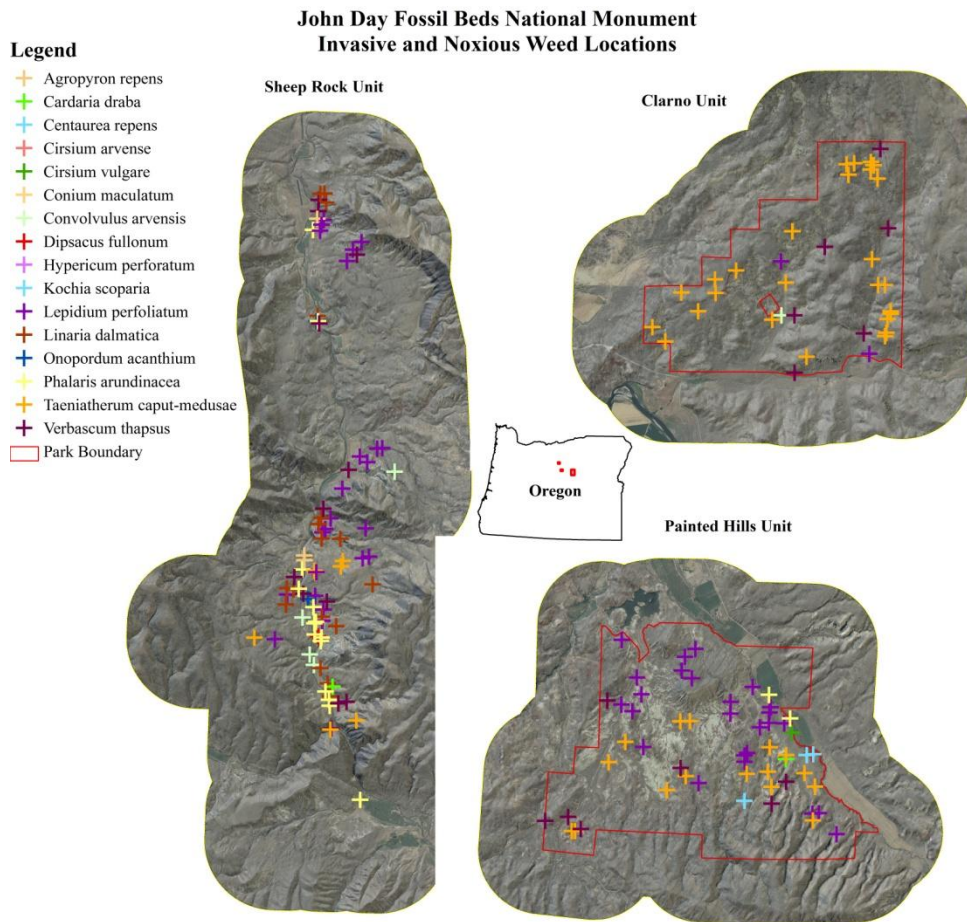 John Day Fossil Beds National Monument
Invasive and Noxious Weed Locations
Legend
Agropyron repens
Cardaria draba
Centaurea repens
Cirsium arvense
Cirsium vulgare
Conium maculatum
Convolvulus arvensis
Dipsacus fullonum
Hypericum perforatum
Kochia scoparia
Lepidium perfoliatum
Linaria dalmatica
Onopordum acanthium
Phalaris arundinacea
Taeniatherum caput-medusae
Verbascum thapsus
Park Boundary
Sheep Rock Unit
Clarno Unit
Oregon
Painted Hills Unit